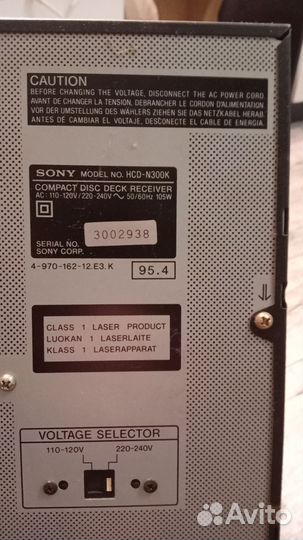 CAUTION
BEFORE CHANGING THE VOLTAGE, DISCONNECT THE AC POWER CORD
AVANT DE CHANGER LA TENSION, DEBRANCHER LE CORDON D'ALIMENTATION
VOR DEM UMSTELLEN DES WÄHLERS ZIEHEN SIE DAS NETZKABEL HERAB.
ANTES DE CAMBIAR EL VOLTAJE, DESCONECTE EL CABLE DE ENERGIA.
SONY MODEL NO. HCD-N300K
COMPACT DISC DECK RECEIVER
AC: 110-120V/220-240V ~ 50/60Hz 105W
SERIAL NO. 3002938
SONY CORP.
4-970-162-12.E3.K 95.4
CLASS 1 LASER PRODUCT
LUOKAN 1 LASERLAITE
KLASS 1 LASERAPPARAT
VOLTAGE SELECTOR
110-120V 220-240V
Avito